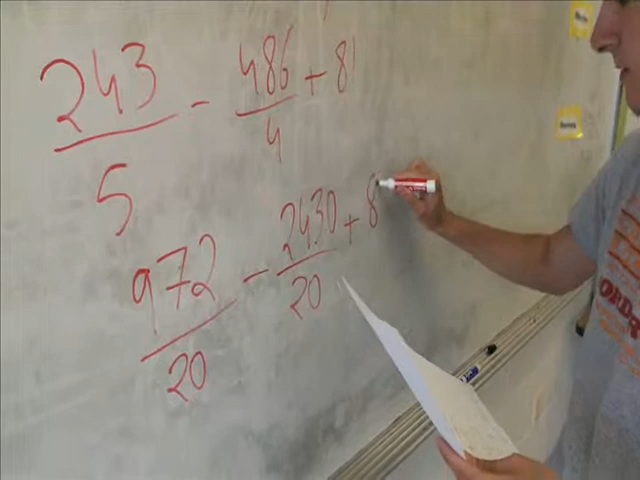 243/5 - 486/4 + 81
972/20 - 2430/20 + 8